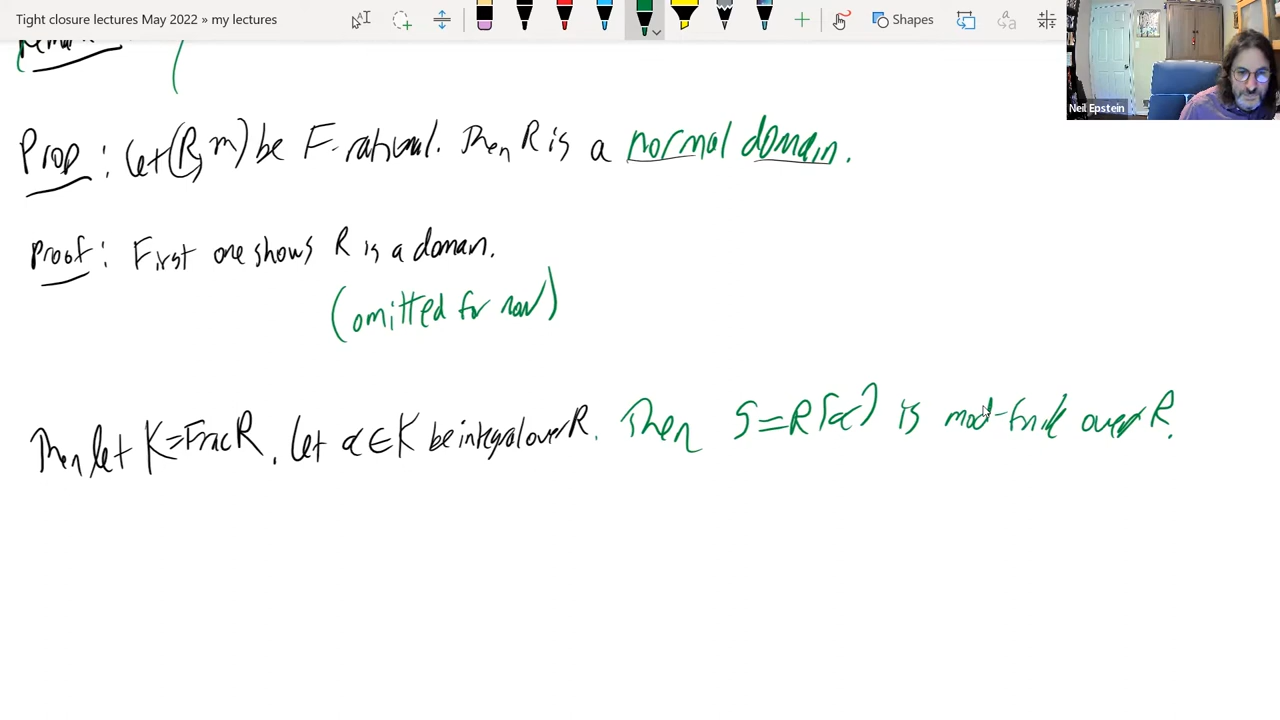 Tight closure lectures May 2022 » my lectures
Shapes
Neil Epstein
Remark
Prop: Let (R, m) be F-rational. Then R is a normal domain.
Proof: First one shows R is a domain.
(omitted for now)
Then let K = Frac R. Let α ∈ K be integral over R. Then S = R[α] is mod-finite over R.